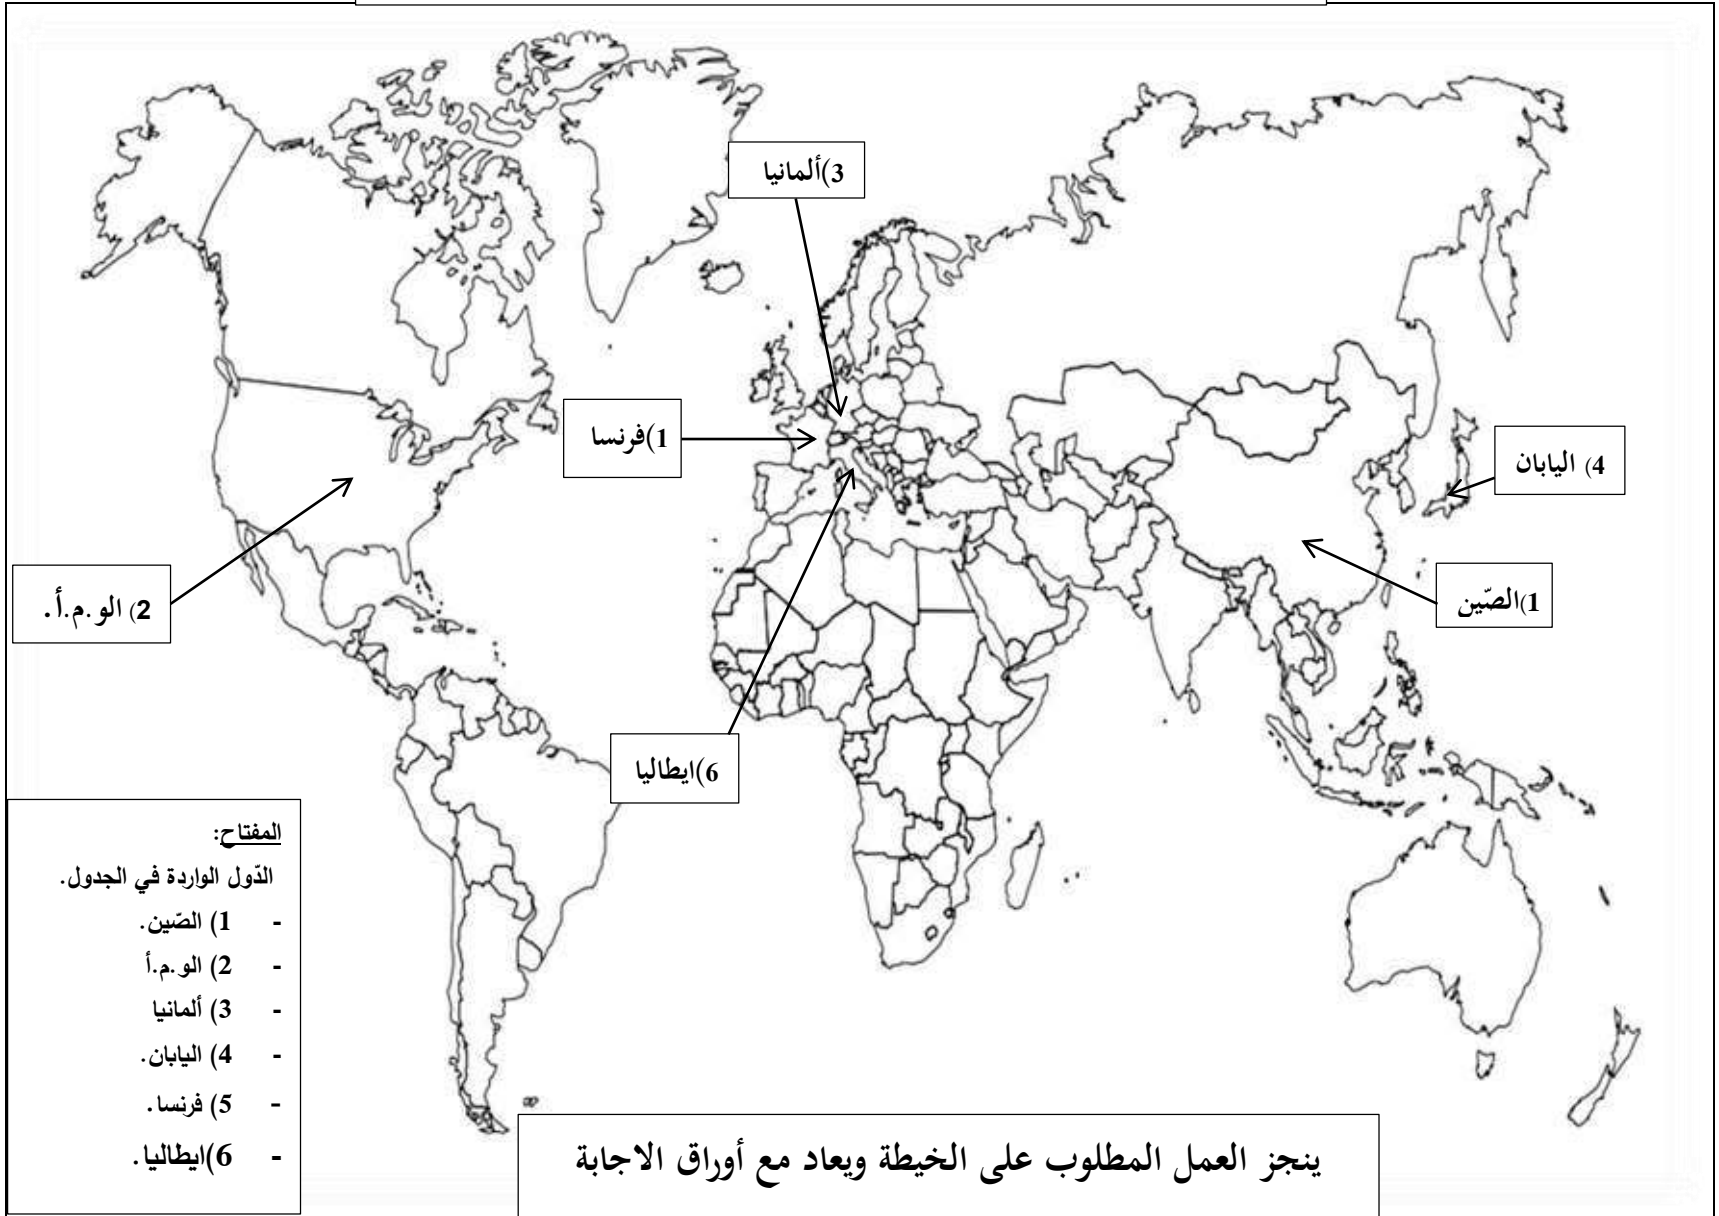 3)ألمانيا
1)فرنسا
4) اليابان
2) الو.م.أ.
1)الصّين
6)ايطاليا
المفتاح:
الدّول الواردة في الجدول.
- 1) الصّين.
- 2) الو.م.أ
- 3) ألمانيا
- 4) اليابان.
- 5) فرنسا.
- 6)ايطاليا.
ينجز العمل المطلوب على الخيطة ويعاد مع أوراق الاجابة